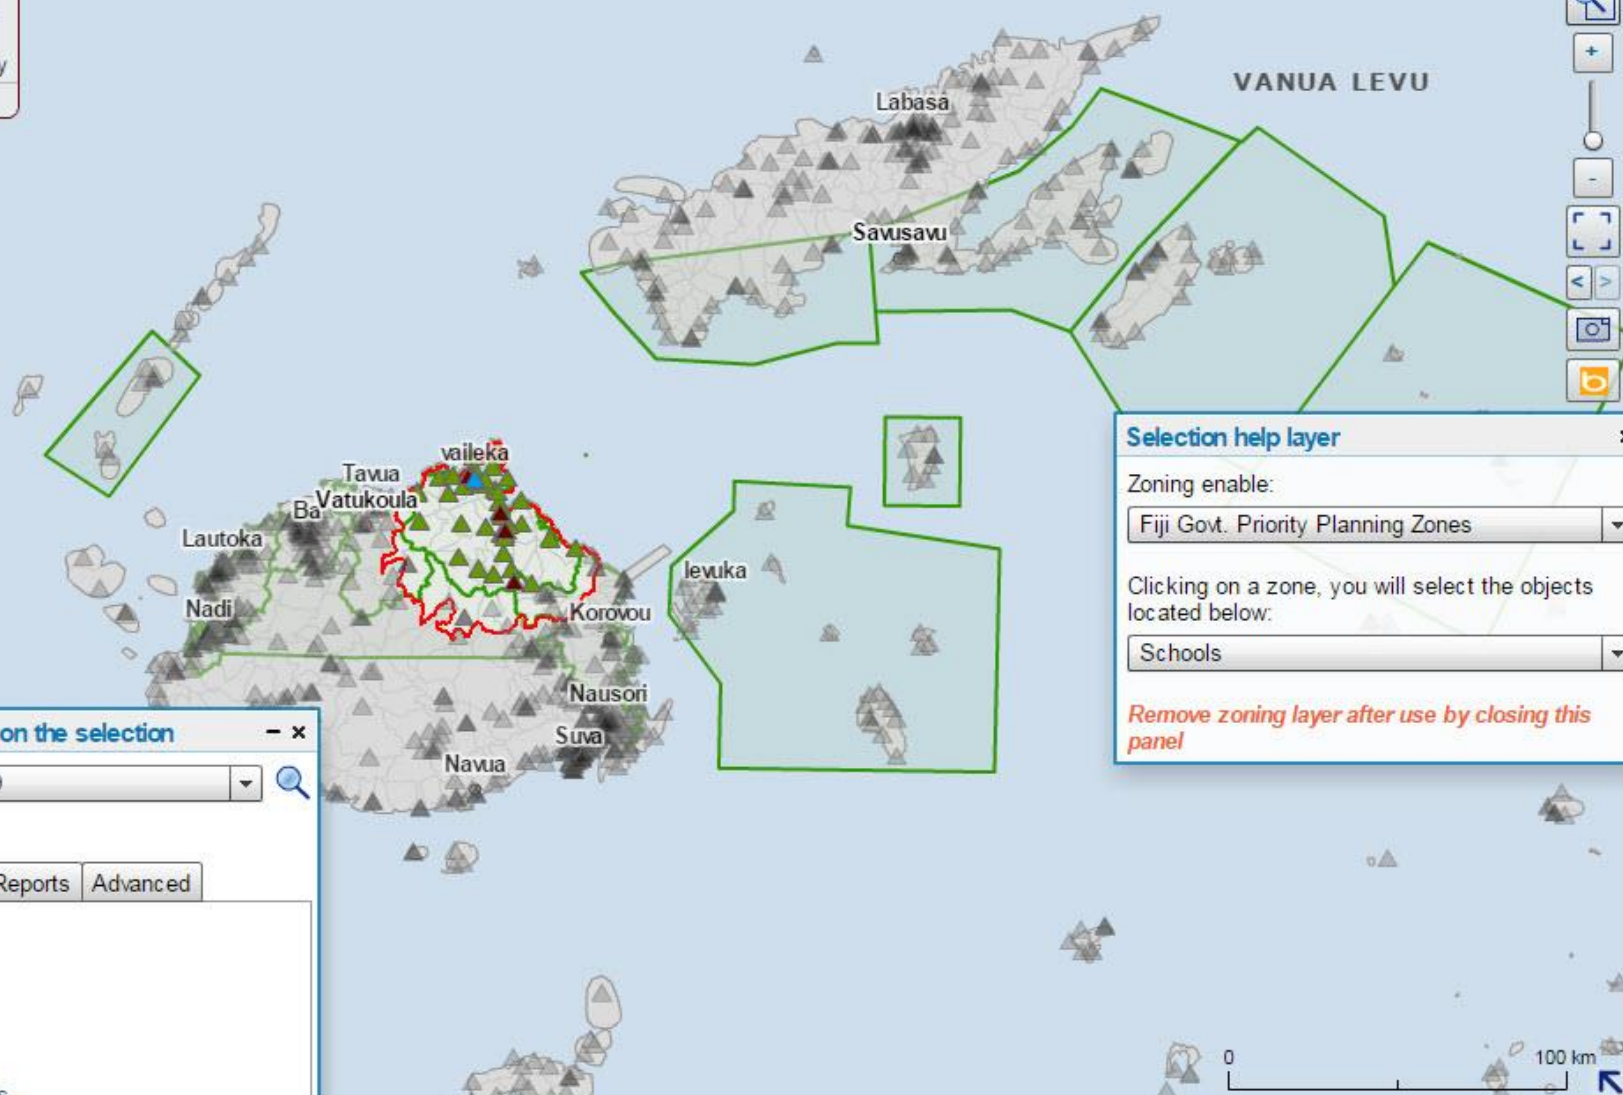 y
VANUA LEVU
+
Labasa
-
Savusavu
< >
b
vaileka
Tavua
Vatukoula
Ba
Lautoka
levuka
Nadi
Korovou
Nausori
Suva
Navua
Selection help layer
Zoning enable:
Fiji Govt. Priority Planning Zones
Clicking on a zone, you will select the objects
located below:
Schools
Remove zoning layer after use by closing this
panel
on the selection - ×
Reports Advanced
0 100 km